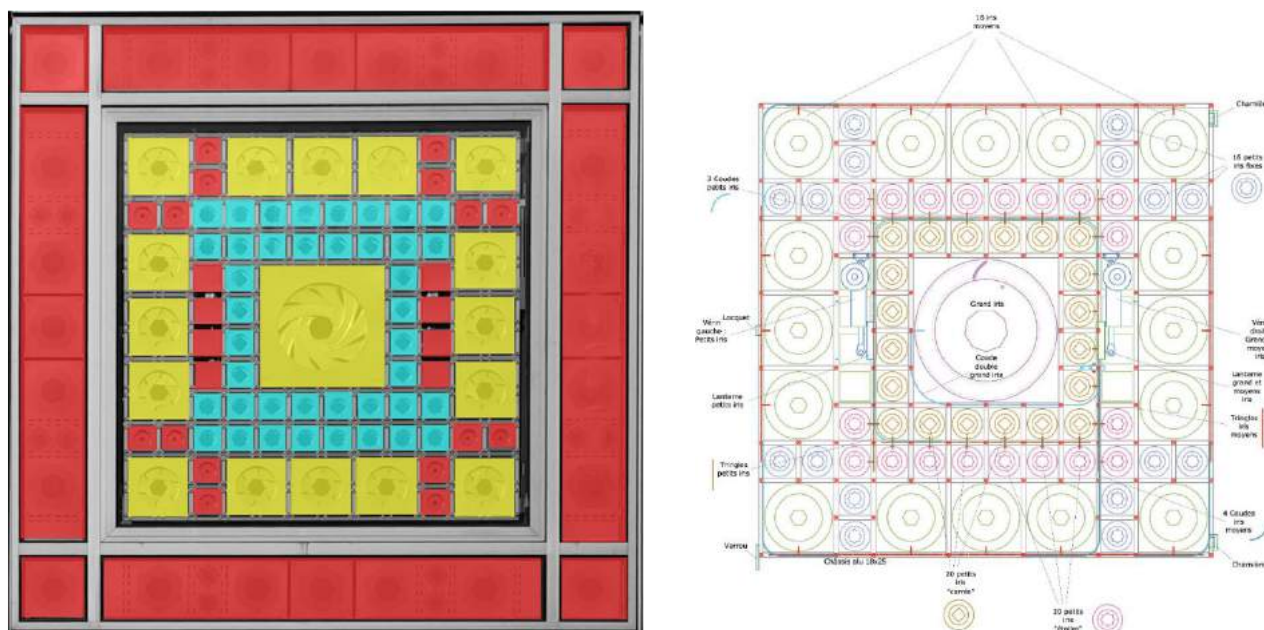 16 iris
moyens
Charnière
16 petits
iris fixes
3 Coudes
petits iris
Grand iris
Loquet
Vérin
gauche :
Petits iris
Coude
double
grand iris
Lanterne
petits iris
Lanterne
grand et
moyens
iris
Tringles
iris
moyens
Tringles
petits iris
4 Coudes
iris
moyens
Verrou
Châssis alu 18x25
20 petits
iris
"carrés"
20 petits
iris